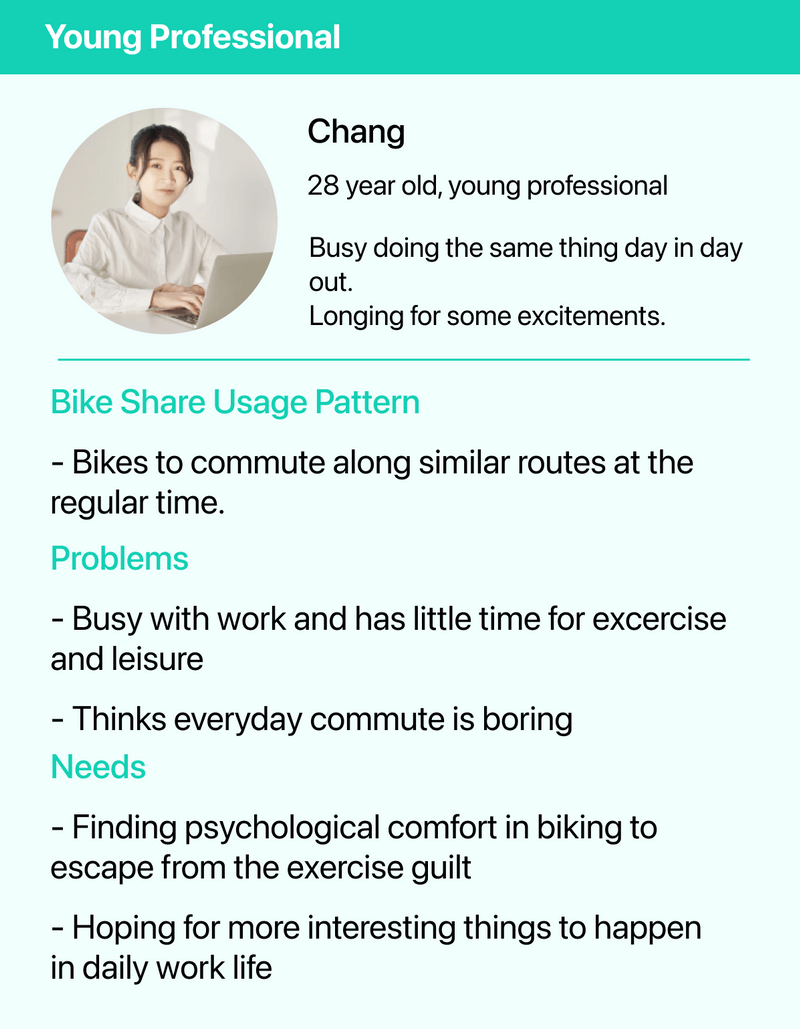 Young Professional
Chang
28 year old, young professional
Busy doing the same thing day in day
out.
Longing for some excitements.
Bike Share Usage Pattern
- Bikes to commute along similar routes at the
regular time.
Problems
- Busy with work and has little time for excercise
and leisure
- Thinks everyday commute is boring
Needs
- Finding psychological comfort in biking to
escape from the exercise guilt
- Hoping for more interesting things to happen
in daily work life